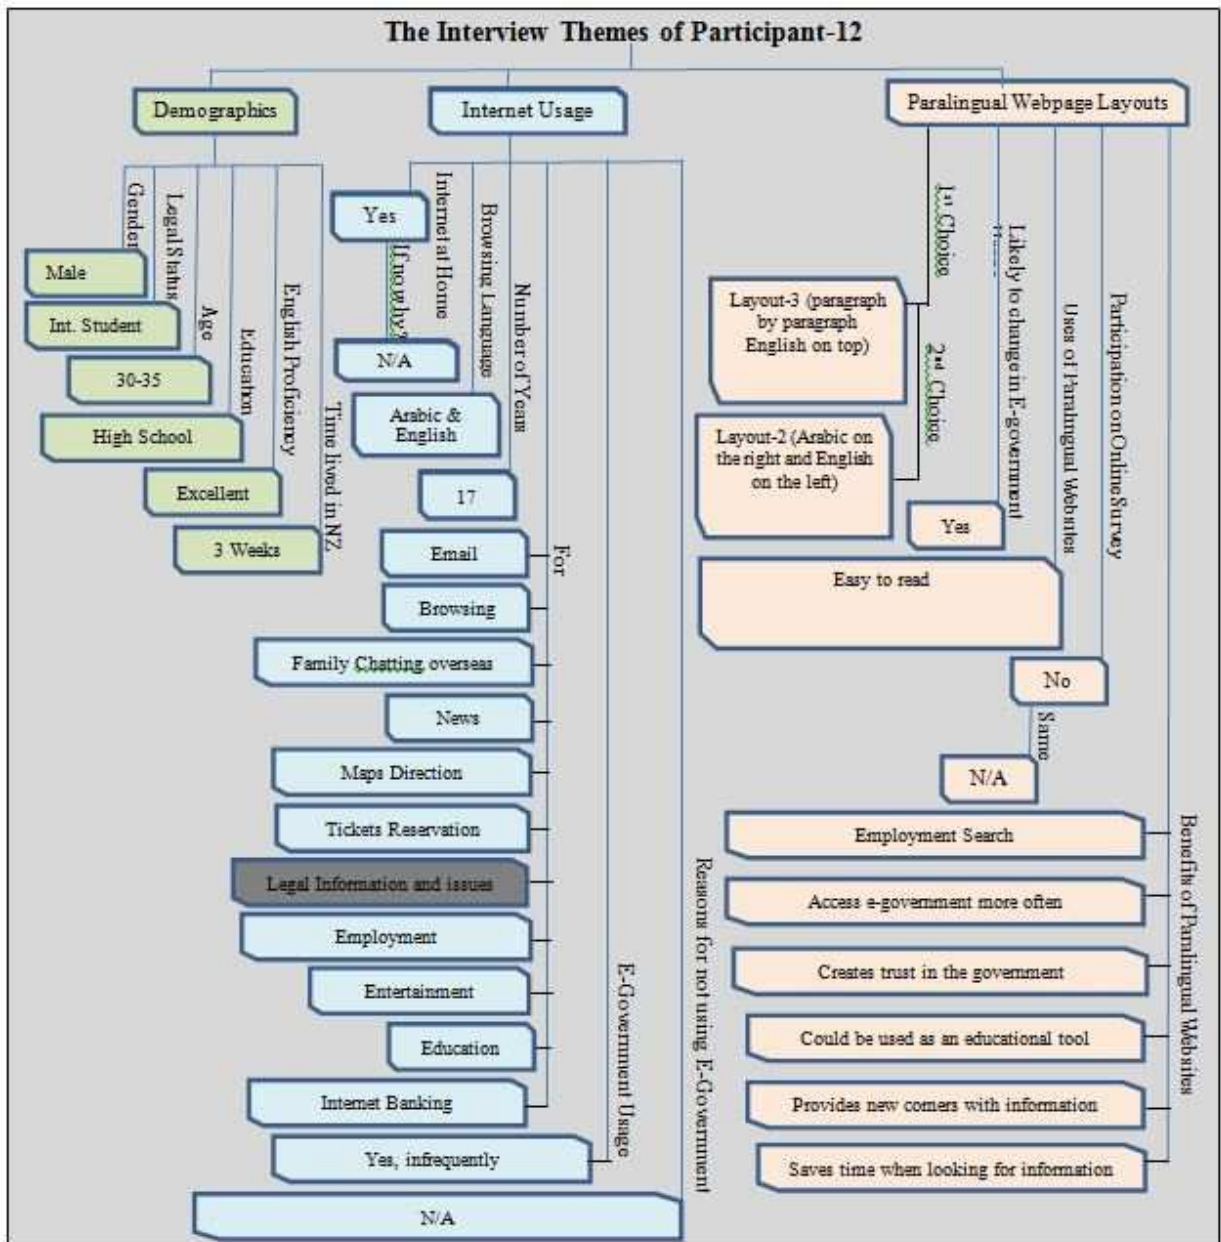 The Interview Themes of Participant-12
Demographics
Gender
Male
Legal Status
Int. Student
Age
30-35
Education
High School
English Proficiency
Excellent
Time lived in NZ
3 Weeks
Internet Usage
Internet at Home
Yes
If no why?
N/A
Browsing Language
Arabic &
English
Number of Years
17
For
Email
Browsing
Family Chatting overseas
News
Maps Direction
Tickets Reservation
Legal Information and issues
Employment
Entertainment
Education
Internet Banking
E-Government Usage
Yes, infrequently
Reasons for not using E-Government
N/A
Paralingual Webpage Layouts
1st Choice
Layout-3 (paragraph
by paragraph
English on top)
2nd Choice
Layout-2 (Arabic on
the right and English
on the left)
Likely to change in E-government
Yes
Uses of Paralingual Websites
Easy to read
Participation on Online Survey
No
Same
N/A
Benefits of Paralingual Websites
Employment Search
Access e-government more often
Creates trust in the government
Could be used as an educational tool
Provides new comers with information
Saves time when looking for information